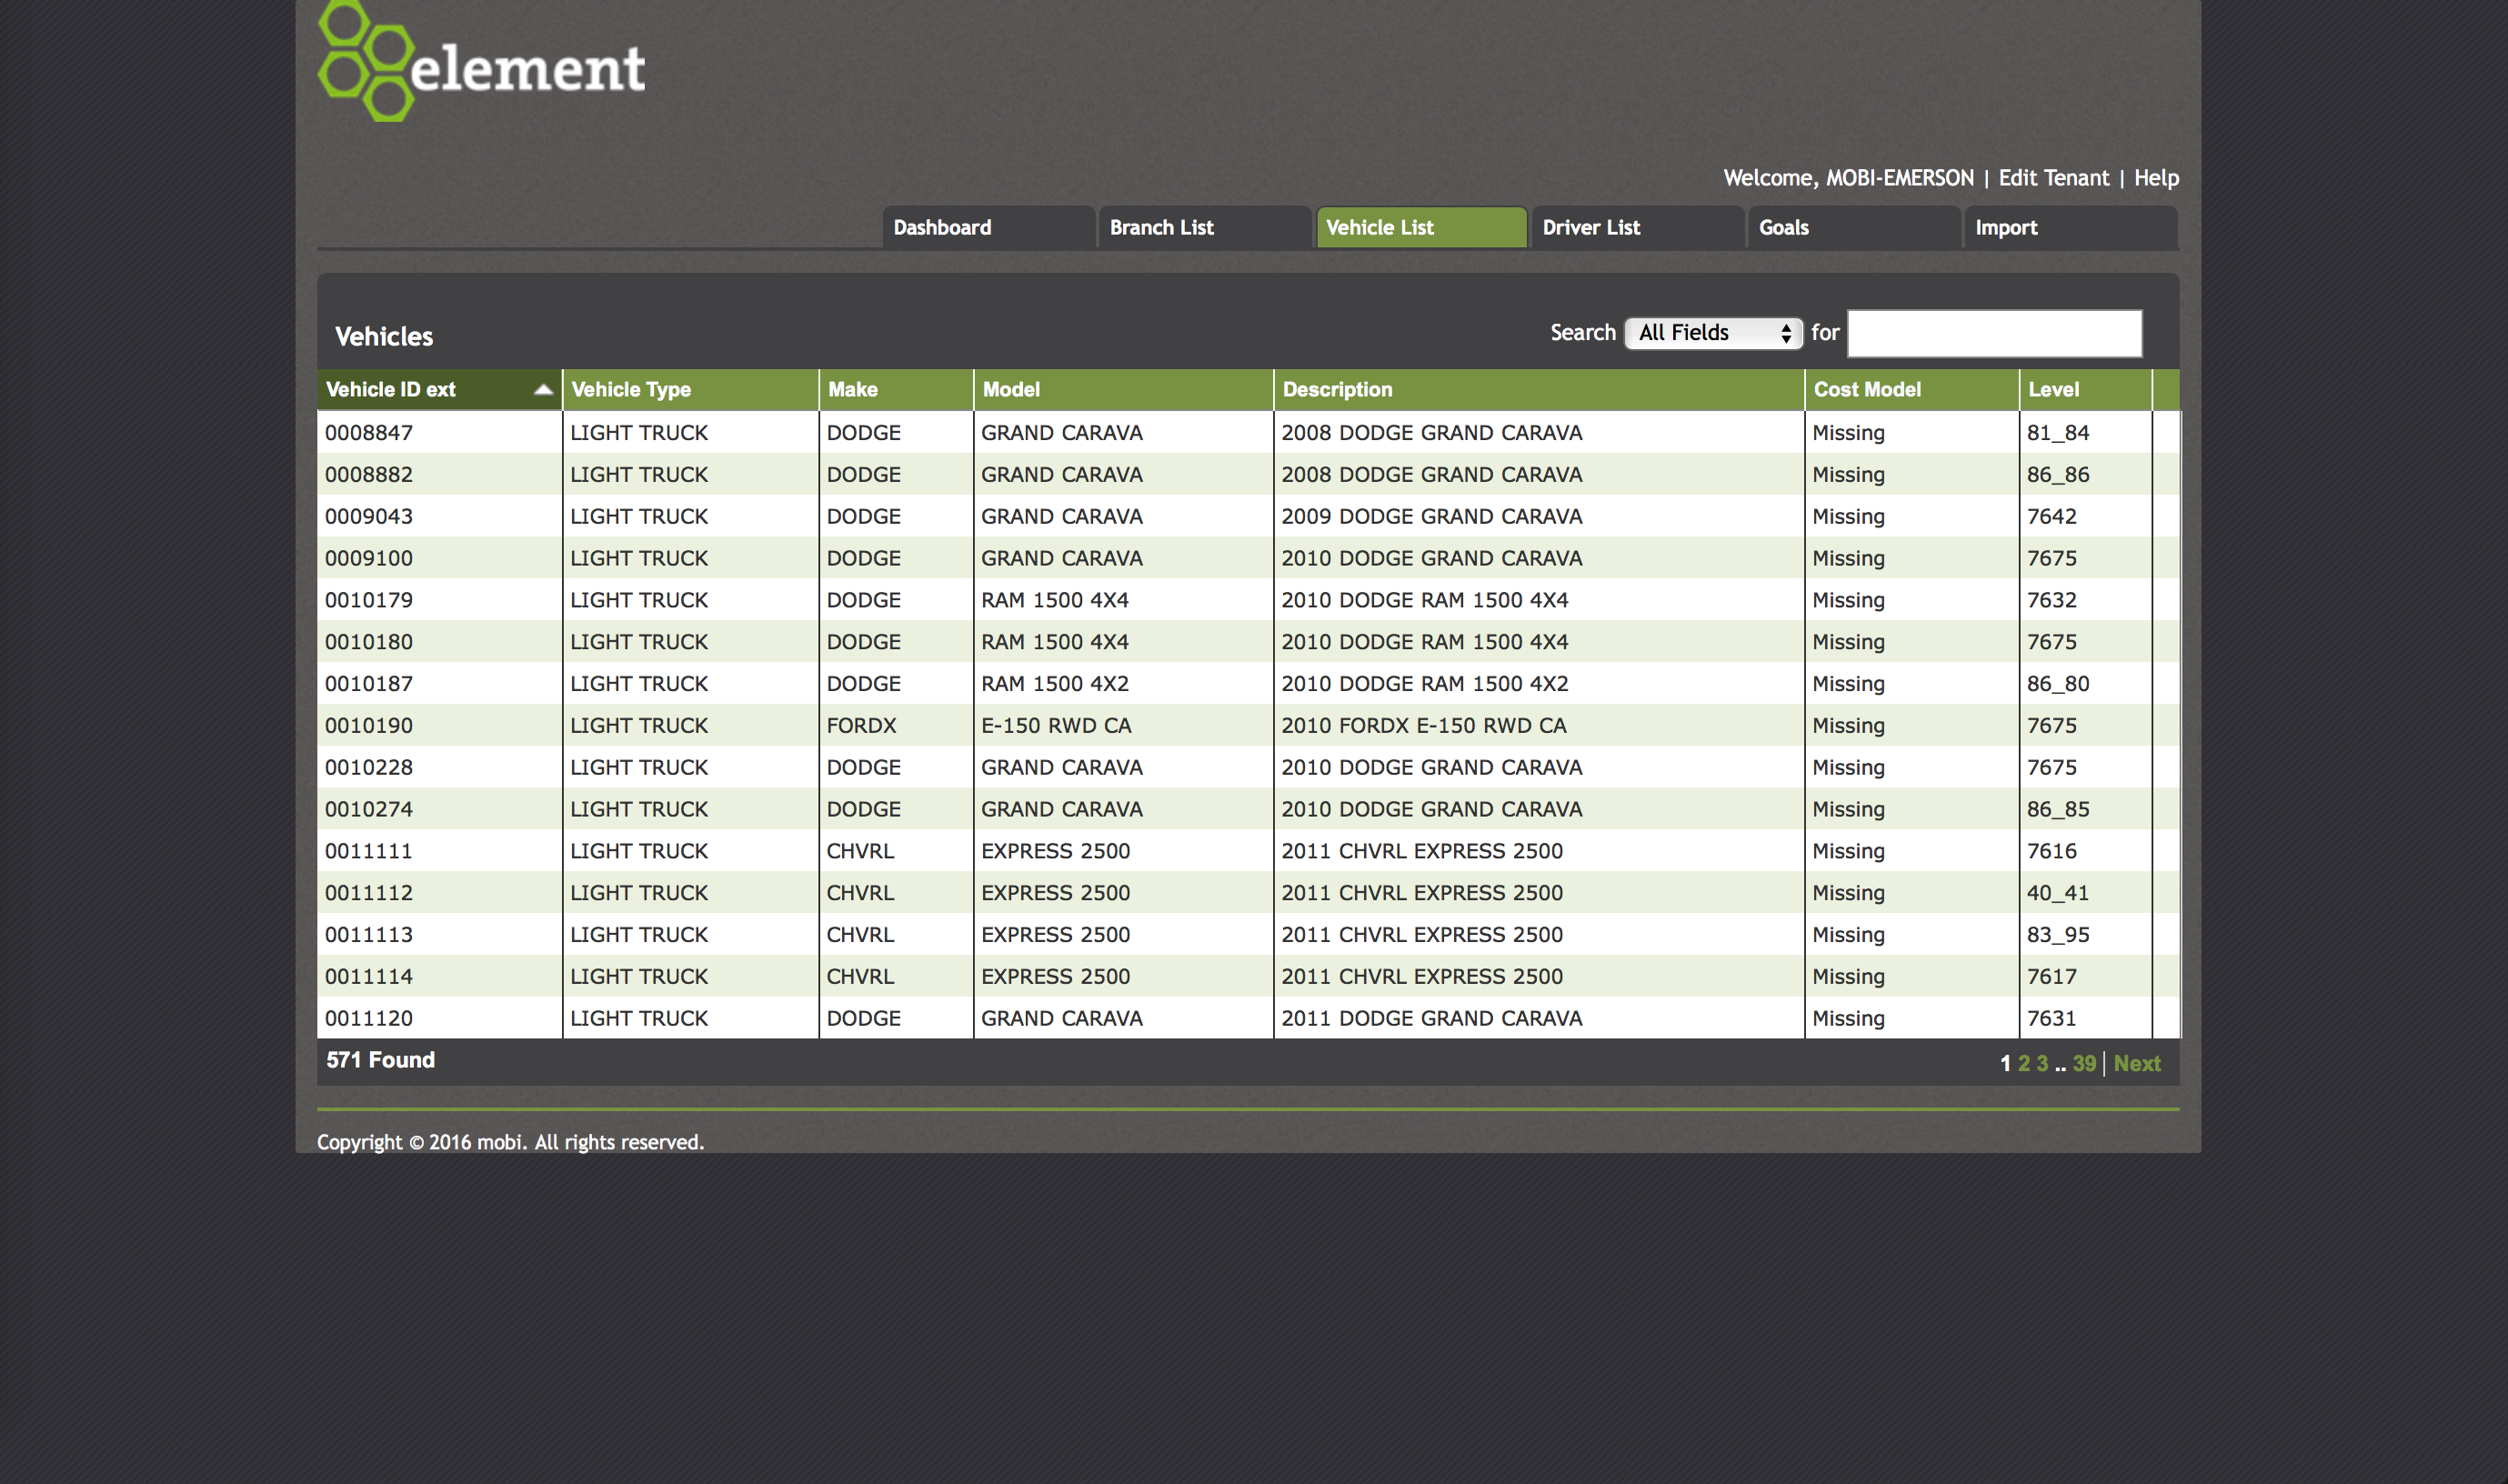 element
Welcome, MOBI-EMERSON | Edit Tenant | Help
Dashboard Branch List Vehicle List Driver List Goals Import
Vehicles Search All Fields for
Vehicle ID ext Vehicle Type Make Model Description Cost Model Level
0008847 LIGHT TRUCK DODGE GRAND CARAVA 2008 DODGE GRAND CARAVA Missing 81_84
0008882 LIGHT TRUCK DODGE GRAND CARAVA 2008 DODGE GRAND CARAVA Missing 86_86
0009043 LIGHT TRUCK DODGE GRAND CARAVA 2009 DODGE GRAND CARAVA Missing 7642
0009100 LIGHT TRUCK DODGE GRAND CARAVA 2010 DODGE GRAND CARAVA Missing 7675
0010179 LIGHT TRUCK DODGE RAM 1500 4X4 2010 DODGE RAM 1500 4X4 Missing 7632
0010180 LIGHT TRUCK DODGE RAM 1500 4X4 2010 DODGE RAM 1500 4X4 Missing 7675
0010187 LIGHT TRUCK DODGE RAM 1500 4X2 2010 DODGE RAM 1500 4X2 Missing 86_80
0010190 LIGHT TRUCK FORDX E-150 RWD CA 2010 FORDX E-150 RWD CA Missing 7675
0010228 LIGHT TRUCK DODGE GRAND CARAVA 2010 DODGE GRAND CARAVA Missing 7675
0010274 LIGHT TRUCK DODGE GRAND CARAVA 2010 DODGE GRAND CARAVA Missing 86_85
0011111 LIGHT TRUCK CHVRL EXPRESS 2500 2011 CHVRL EXPRESS 2500 Missing 7616
0011112 LIGHT TRUCK CHVRL EXPRESS 2500 2011 CHVRL EXPRESS 2500 Missing 40_41
0011113 LIGHT TRUCK CHVRL EXPRESS 2500 2011 CHVRL EXPRESS 2500 Missing 83_95
0011114 LIGHT TRUCK CHVRL EXPRESS 2500 2011 CHVRL EXPRESS 2500 Missing 7617
0011120 LIGHT TRUCK DODGE GRAND CARAVA 2011 DODGE GRAND CARAVA Missing 7631
571 Found 1 2 3 .. 39 | Next
Copyright © 2016 mobi. All rights reserved.